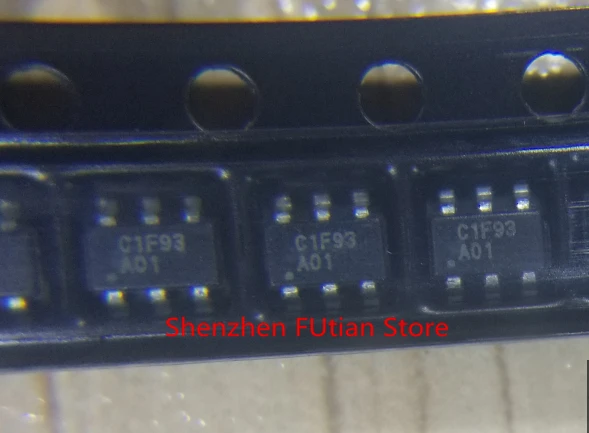 C1F93
A01
C1F93
A01
C1F93
A01
Shenzhen FUtian Store